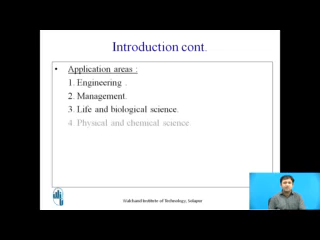 Introduction cont.
• Application areas :
1. Engineering .
2. Management.
3. Life and biological science.
4. Physical and chemical science.
Walchand Institute of Technology, Solapur